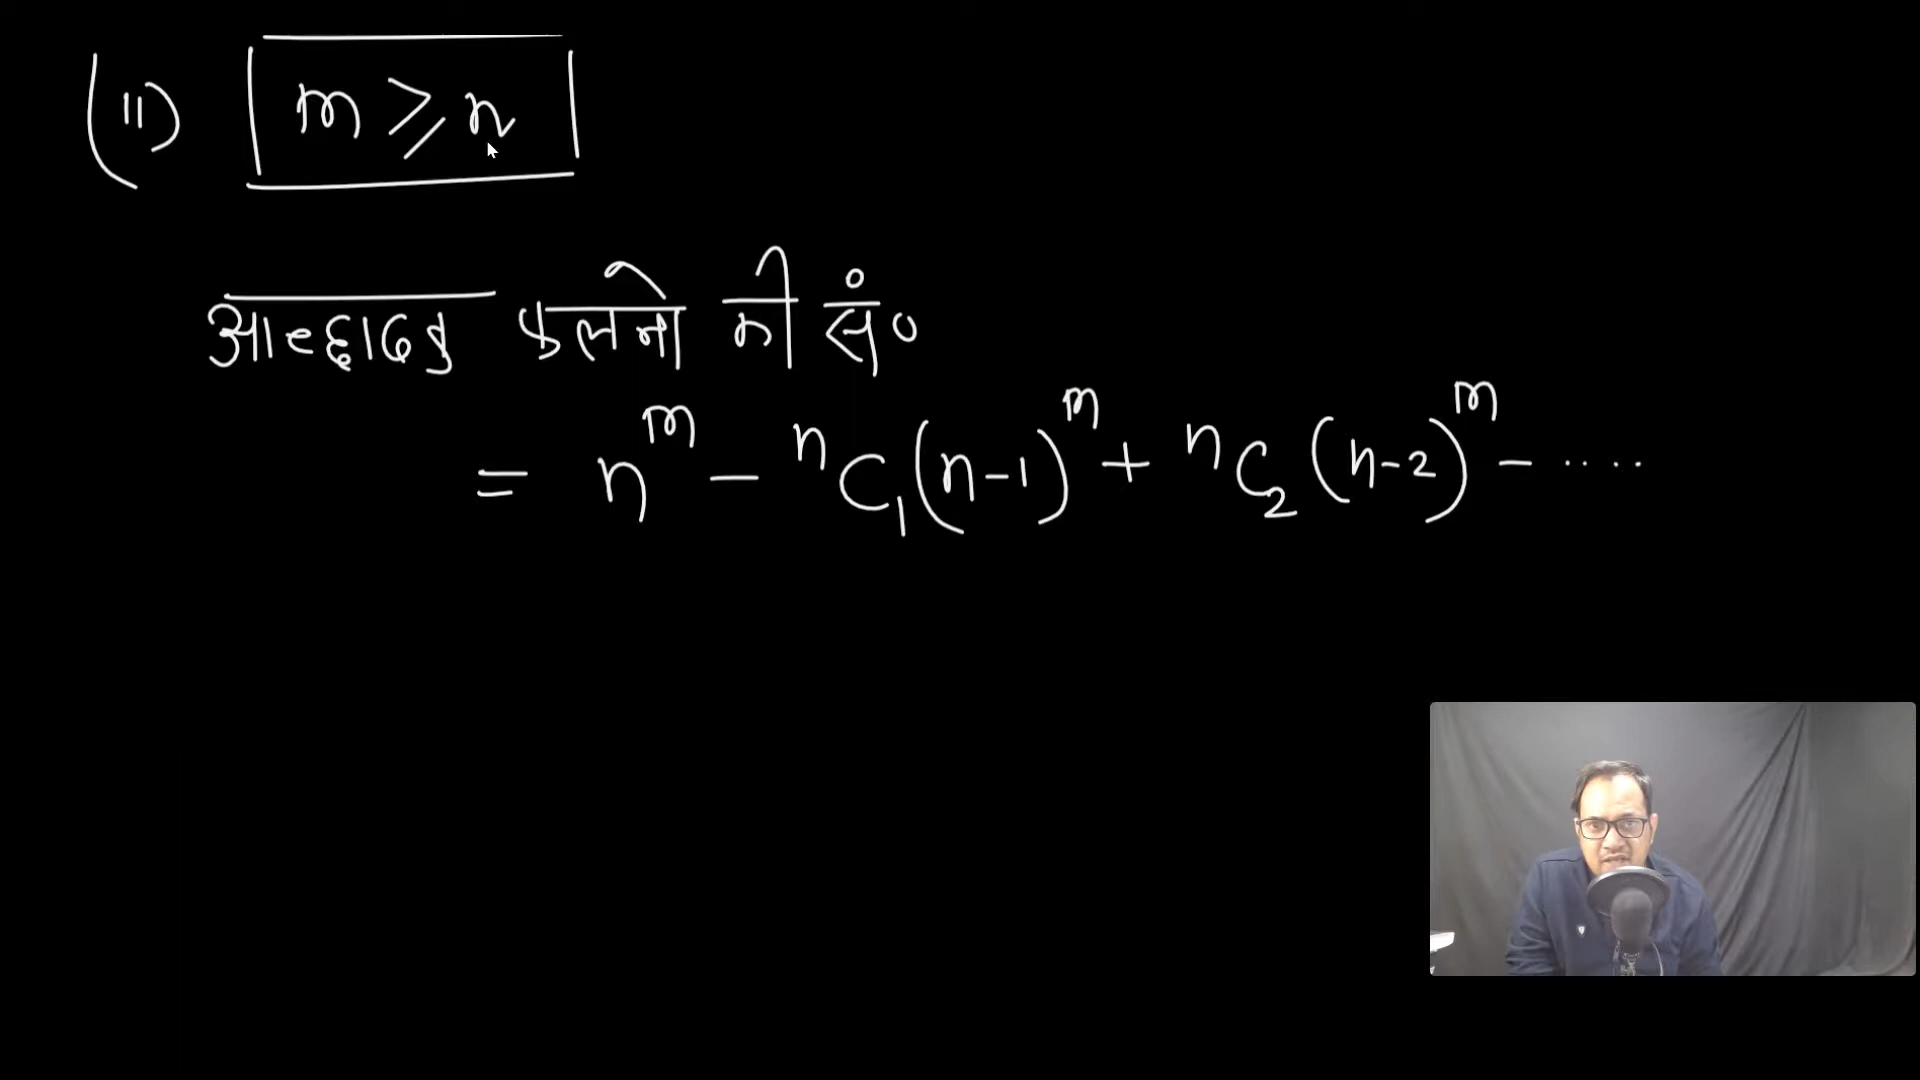 (II) m ⩾ n
आच्छादक फलनो की सं०
= n^m - ^nC_1(n-1)^m + ^nC_2(n-2)^m - ....